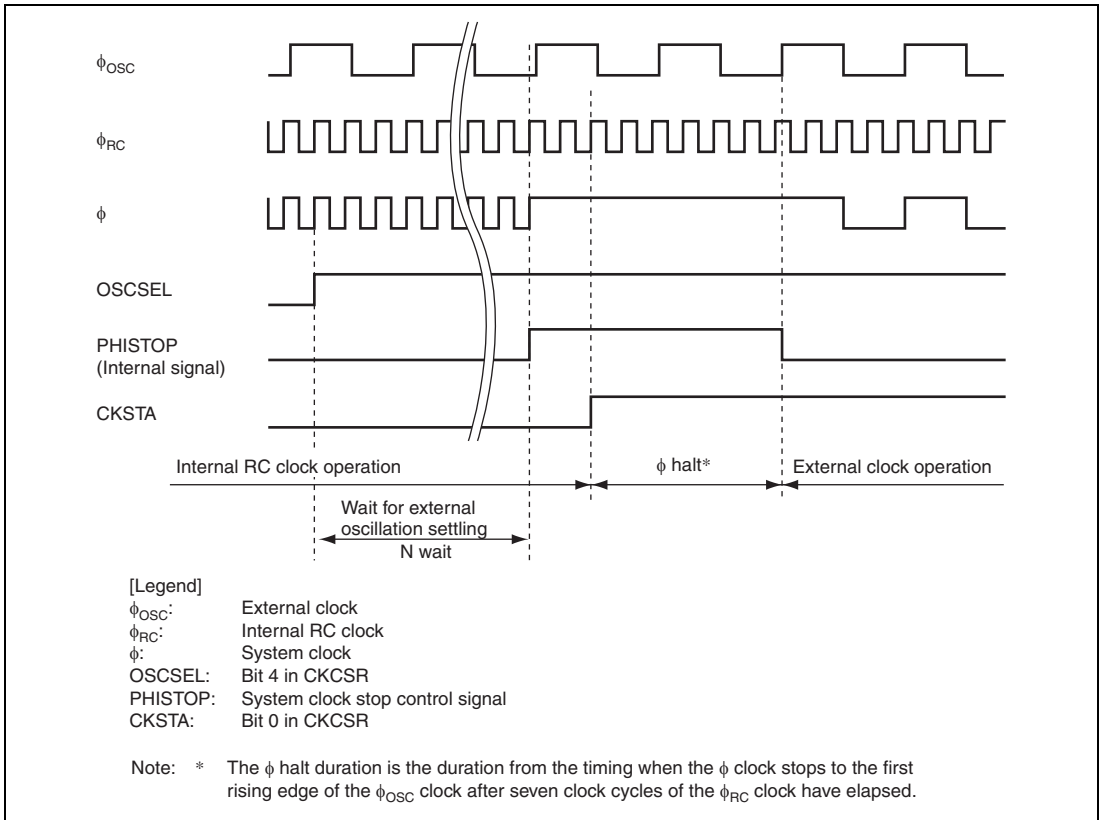 φOSC
φRC
φ
OSCSEL
PHISTOP
(Internal signal)
CKSTA
Internal RC clock operation
φ halt*
External clock operation
Wait for external
oscillation settling
N wait
[Legend]
φOSC: External clock
φRC: Internal RC clock
φ: System clock
OSCSEL: Bit 4 in CKCSR
PHISTOP: System clock stop control signal
CKSTA: Bit 0 in CKCSR
Note: * The φ halt duration is the duration from the timing when the φ clock stops to the first
rising edge of the φOSC clock after seven clock cycles of the φRC clock have elapsed.